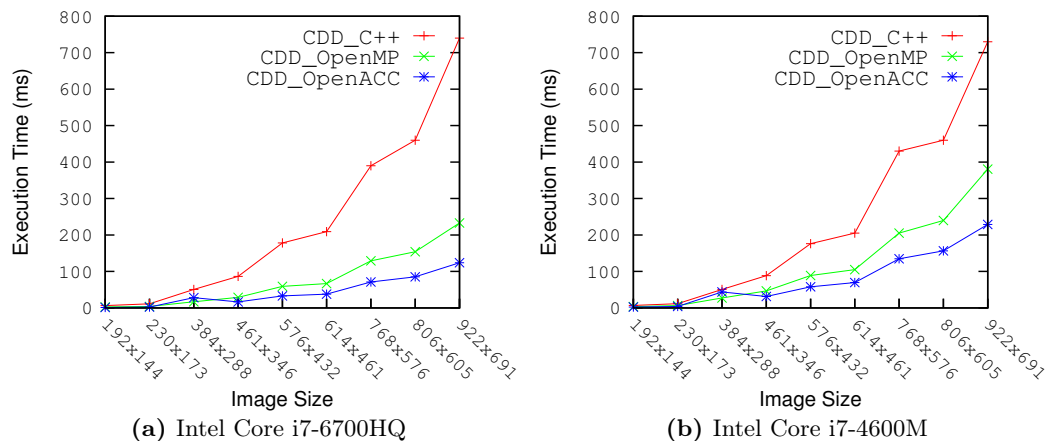 800
700
600
500
400
300
200
100
0
Execution Time (ms)
CDD_C++
CDD_OpenMP
CDD_OpenACC
192x144
230x173
384x288
461x346
576x432
614x461
768x576
806x605
922x691
Image Size
(a) Intel Core i7-6700HQ
800
700
600
500
400
300
200
100
0
Execution Time (ms)
CDD_C++
CDD_OpenMP
CDD_OpenACC
192x144
230x173
384x288
461x346
576x432
614x461
768x576
806x605
922x691
Image Size
(b) Intel Core i7-4600M